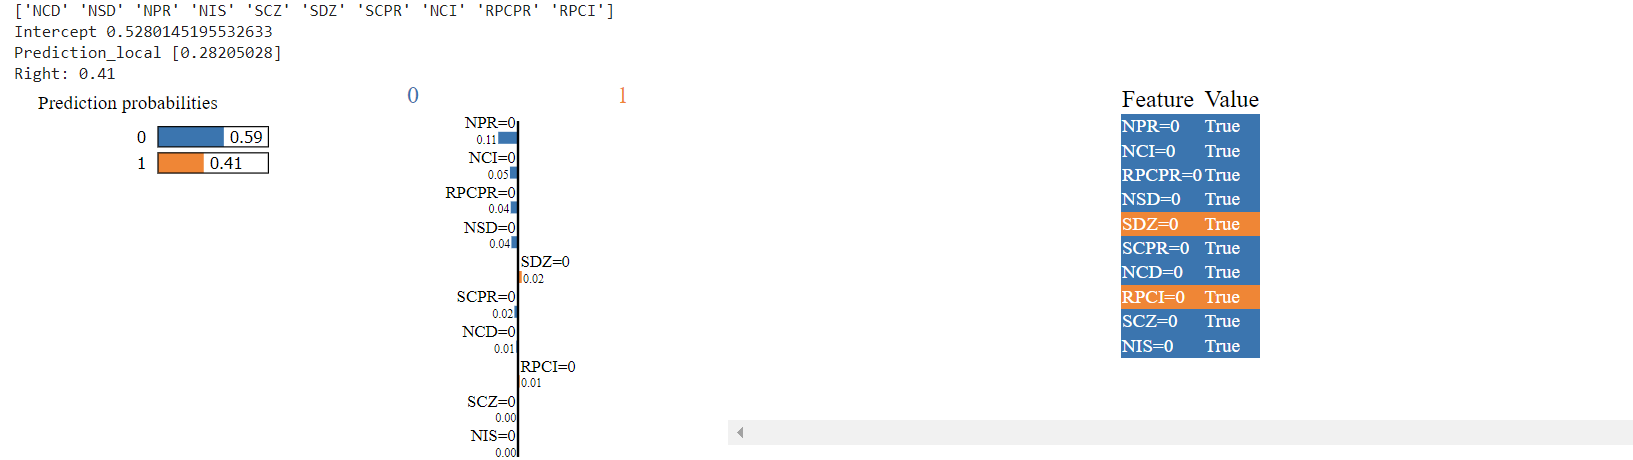 ['NCD' 'NSD' 'NPR' 'NIS' 'SCZ' 'SDZ' 'SCPR' 'NCI' 'RPCPR' 'RPCI']
Intercept 0.5280145195532633
Prediction_local [0.28205028]
Right: 0.41
Prediction probabilities
0 0.59
1 0.41
0 1
NPR=0
0.11
NCI=0
0.05
RPCPR=0
0.04
NSD=0
0.04
SDZ=0
0.02
SCPR=0
0.02
NCD=0
0.01
RPCI=0
0.01
SCZ=0
0.00
NIS=0
0.00
Feature Value
NPR=0 True
NCI=0 True
RPCPR=0 True
NSD=0 True
SDZ=0 True
SCPR=0 True
NCD=0 True
RPCI=0 True
SCZ=0 True
NIS=0 True